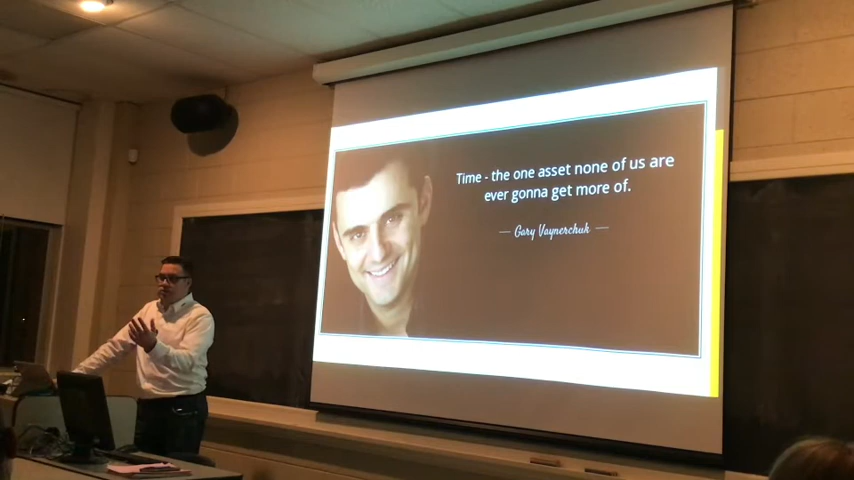 Time - the one asset none of us are
ever gonna get more of.
— Gary Vaynerchuk —